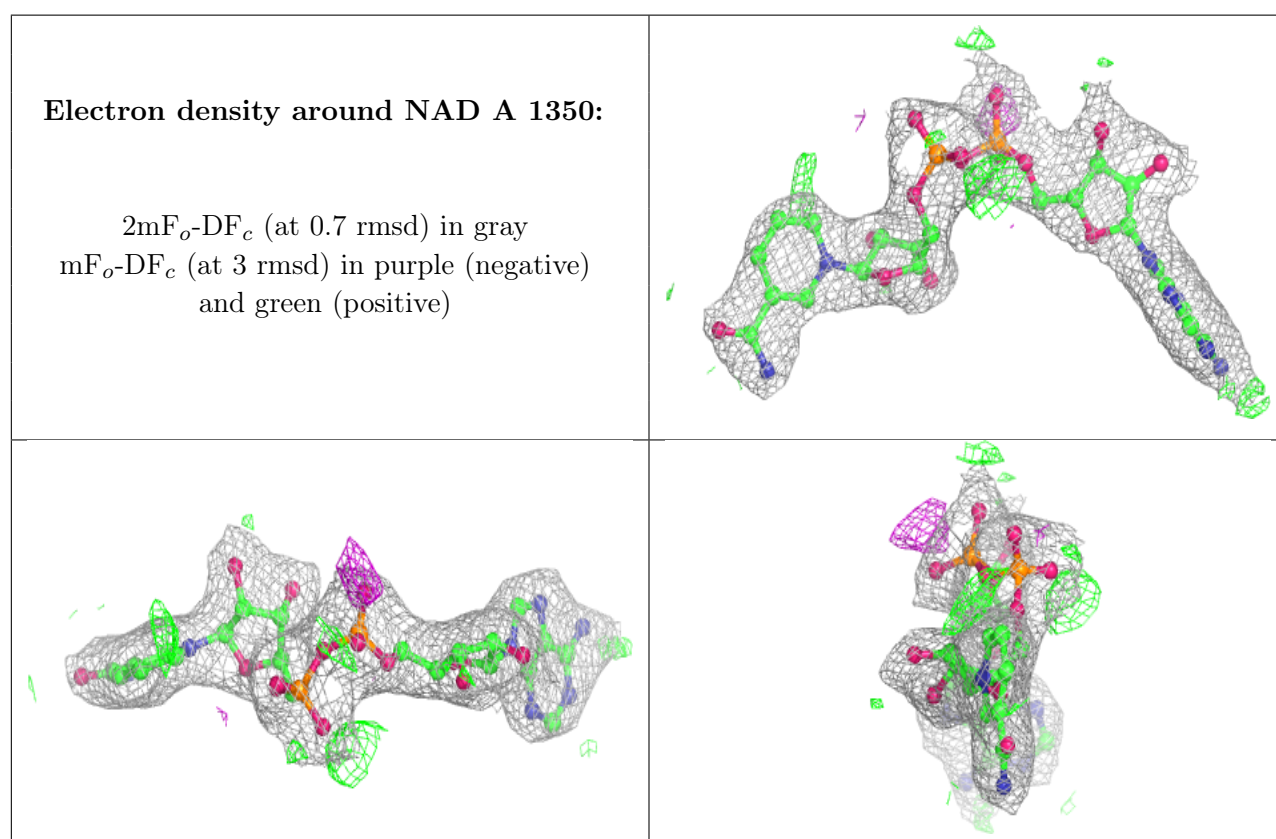 Electron density around NAD A 1350:
2mFo-DFc (at 0.7 rmsd) in gray
mFo-DFc (at 3 rmsd) in purple (negative)
and green (positive)